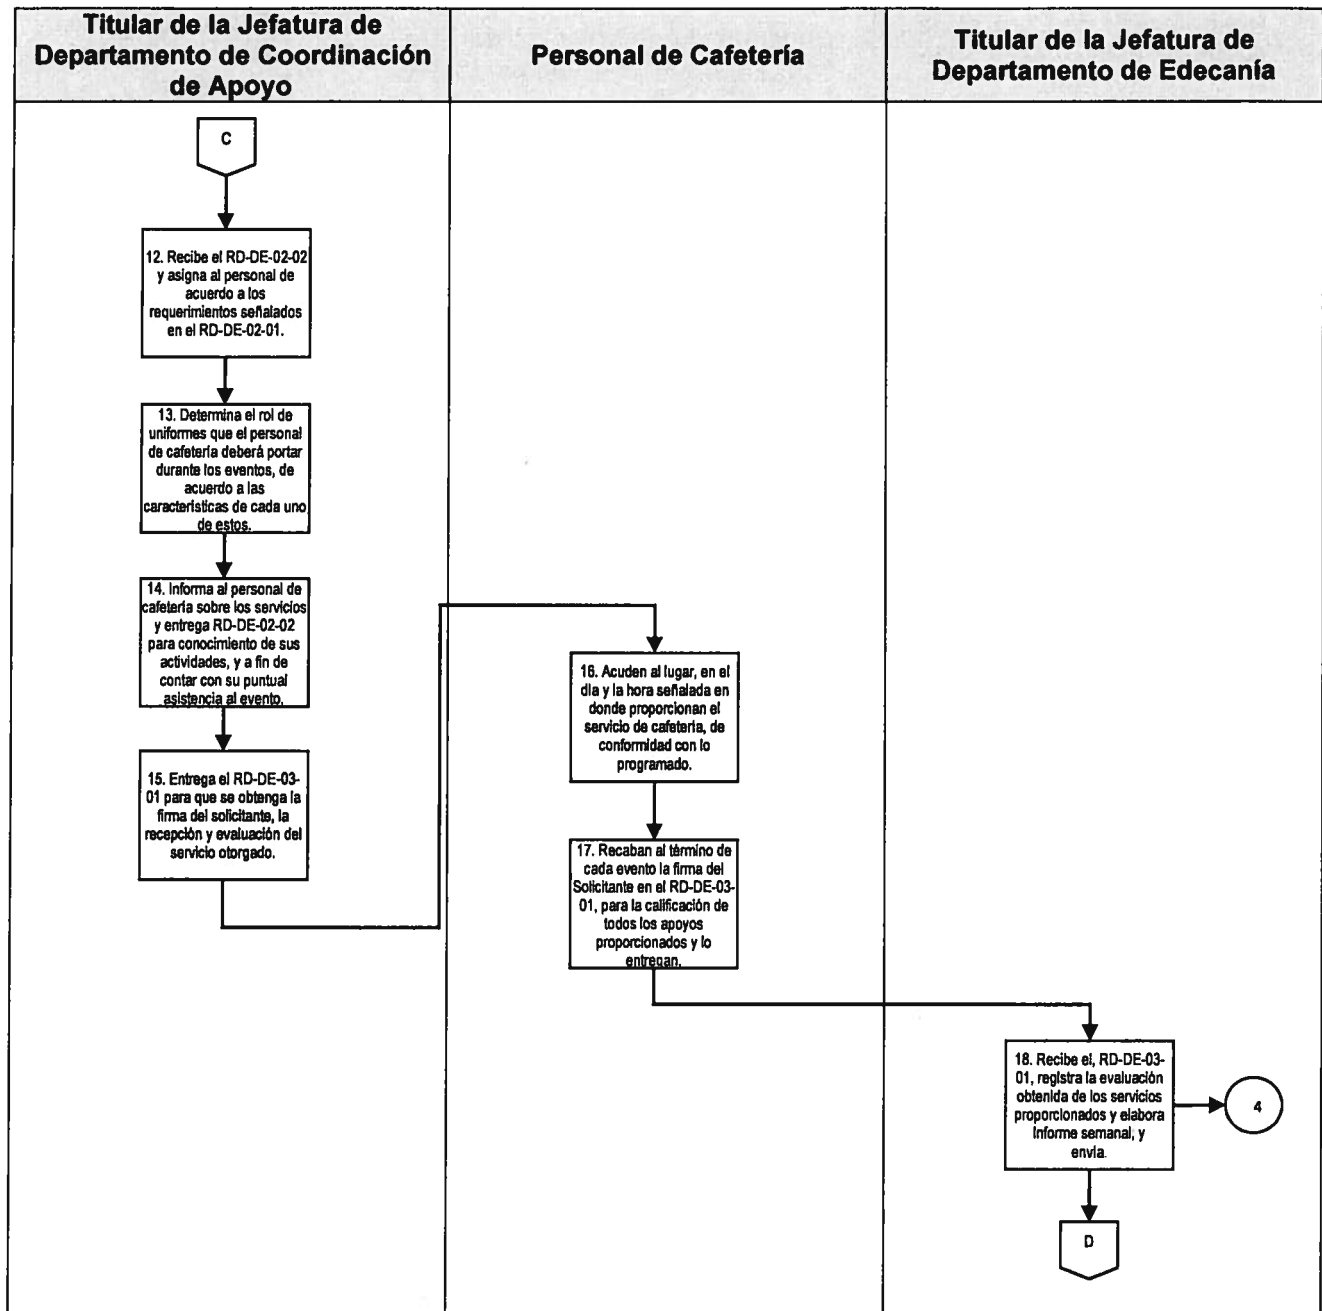 Titular de la Jefatura de
Departamento de Coordinación
de Apoyo
Personal de Cafetería
Titular de la Jefatura de
Departamento de Edecanía
C
12. Recibe el RD-DE-02-02
y asigna al personal de
acuerdo a los
requerimientos señalados
en el RD-DE-02-01.
13. Determina el rol de
uniformes que el personal
de cafetería deberá portar
durante los eventos, de
acuerdo a las
características de cada uno
de estos.
14. Informa al personal de
cafetería sobre los servicios
y entrega RD-DE-02-02
para conocimiento de sus
actividades, y a fin de
contar con su puntual
asistencia al evento.
15. Entrega el RD-DE-03-
01 para que se obtenga la
firma del solicitante, la
recepción y evaluación del
servicio otorgado.
16. Acuden al lugar, en el
día y la hora señalada en
donde proporcionan el
servicio de cafetería, de
conformidad con lo
programado.
17. Recaban al término de
cada evento la firma del
Solicitante en el RD-DE-03-
01, para la calificación de
todos los apoyos
proporcionados y lo
entregan.
18. Recibe el, RD-DE-03-
01, registra la evaluación
obtenida de los servicios
proporcionados y elabora
Informe semanal, y
envía.
4
D